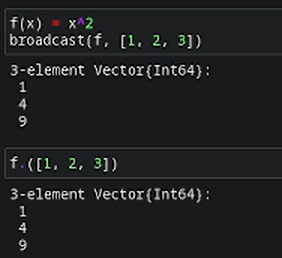 f(x) = x^2
broadcast(f, [1, 2, 3])
3-element Vector{Int64}:
1
4
9
f.([1, 2, 3])
3-element Vector{Int64}:
1
4
9